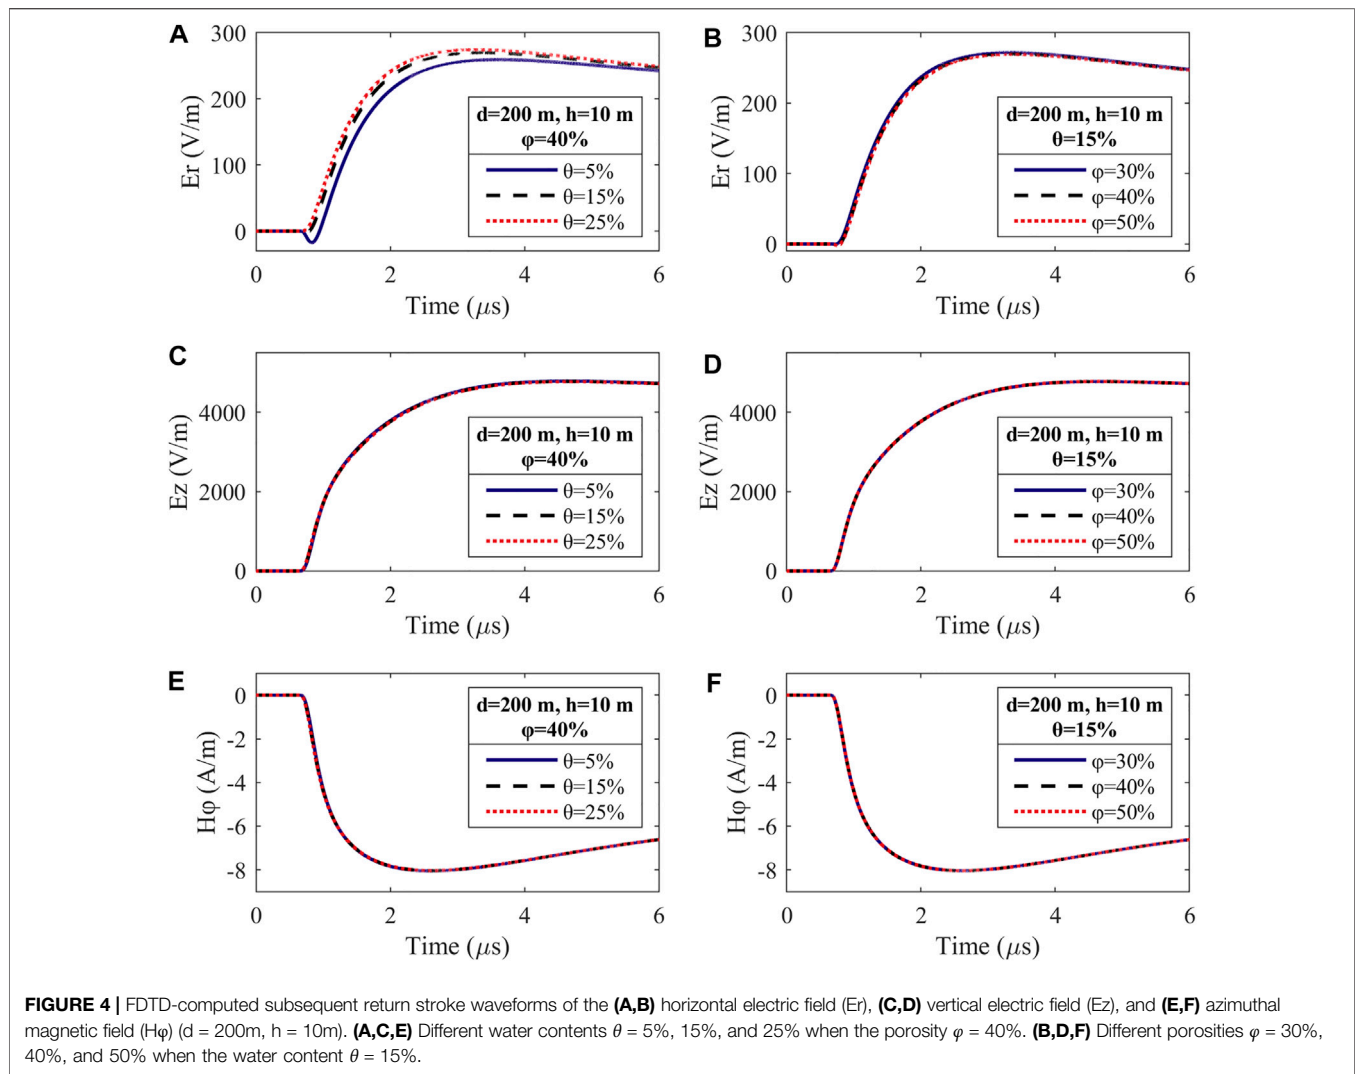 A
300
200
100
0
Er (V/m)
d=200 m, h=10 m
φ=40%
θ=5%
θ=15%
θ=25%
0 2 4 6
Time (μs)
B
300
200
100
0
Er (V/m)
d=200 m, h=10 m
θ=15%
φ=30%
φ=40%
φ=50%
0 2 4 6
Time (μs)
C
4000
2000
0
Ez (V/m)
d=200 m, h=10 m
φ=40%
θ=5%
θ=15%
θ=25%
0 2 4 6
Time (μs)
D
4000
2000
0
Ez (V/m)
d=200 m, h=10 m
θ=15%
φ=30%
φ=40%
φ=50%
0 2 4 6
Time (μs)
E
0
-2
-4
-6
-8
Hφ (A/m)
d=200 m, h=10 m
φ=40%
θ=5%
θ=15%
θ=25%
0 2 4 6
Time (μs)
F
0
-2
-4
-6
-8
Hφ (A/m)
d=200 m, h=10 m
θ=15%
φ=30%
φ=40%
φ=50%
0 2 4 6
Time (μs)
FIGURE 4 | FDTD-computed subsequent return stroke waveforms of the (A,B) horizontal electric field (Er), (C,D) vertical electric field (Ez), and (E,F) azimuthal
magnetic field (Hφ) (d = 200m, h = 10m). (A,C,E) Different water contents θ = 5%, 15%, and 25% when the porosity φ = 40%. (B,D,F) Different porosities φ = 30%,
40%, and 50% when the water content θ = 15%.